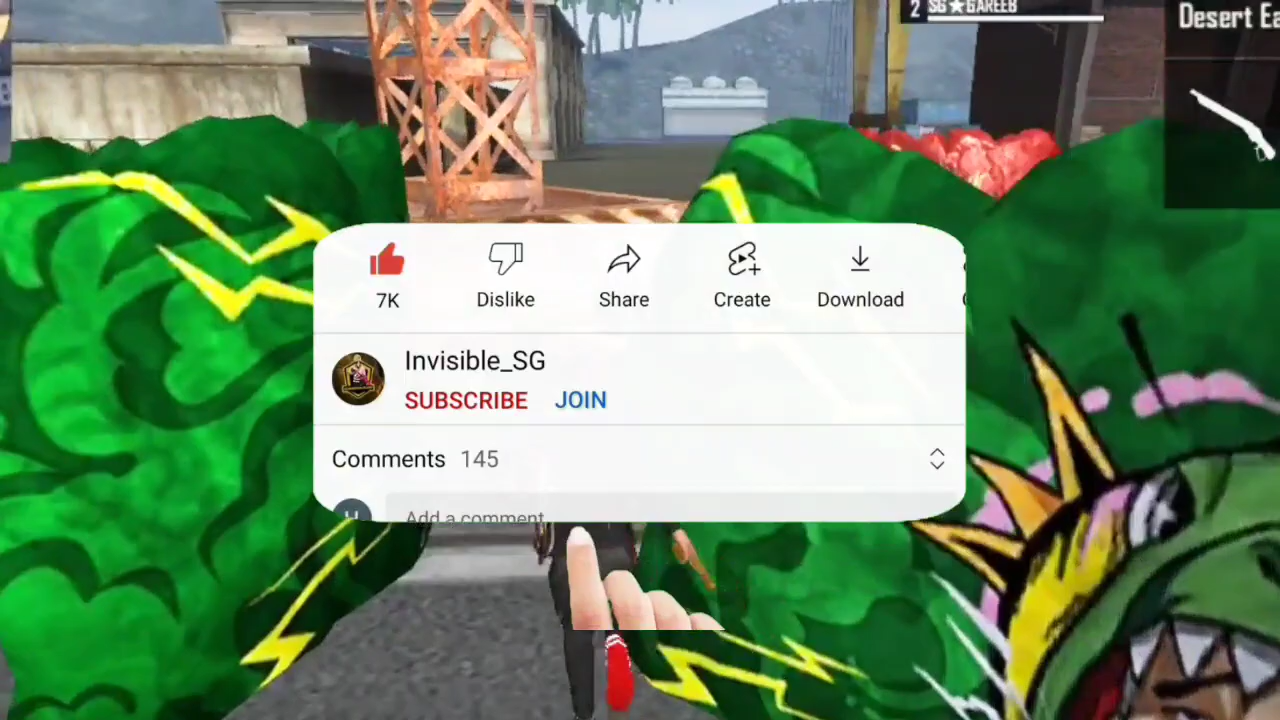 2 SG★GAREEB
Desert Ea
7K
Dislike
Share
Create
Download
Invisible_SG
SUBSCRIBE JOIN
Comments 145
H
Add a comment